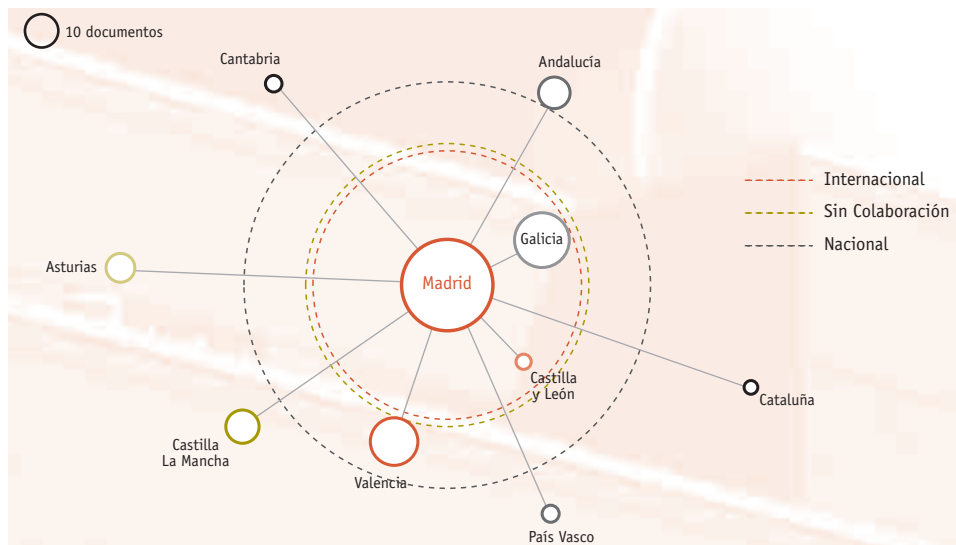 10 documentos
Cantabria
Andalucía
Internacional
Sin Colaboración
Nacional
Galicia
Asturias
Madrid
Castilla
y León
Cataluña
Castilla
La Mancha
Valencia
País Vasco